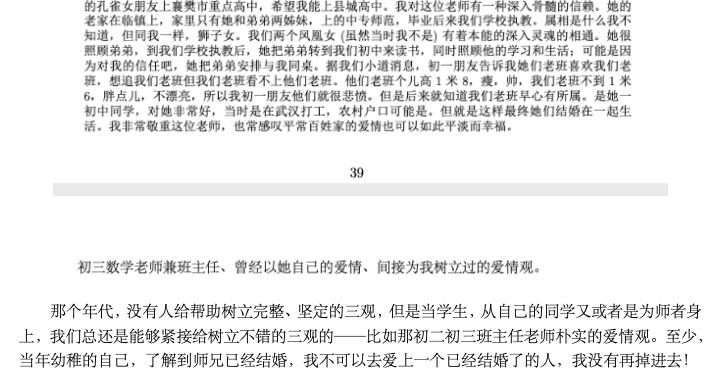 的孔雀女朋友上襄樊市重点高中，希望我能上县城高中。我对这位老师有一种深入骨髓的信赖。她的
老家在临镇上，家里只有她和弟弟两姊妹，上的中专师范，毕业后来我们学校执教。属相是什么我不
知道，但同我一样，狮子女。我们两个凤凰女 (虽然当时我不是) 有着本能的深入灵魂的相通。她很
照顾弟弟，到我们学校执教后，她把弟弟转到我们初中来读书，同时照顾他的学习和生活；可能是因
为对我的信任吧，她把弟弟安排与我同桌。据我们小道消息，初一朋友告诉我她们老班喜欢我们老
班，想追我们老班但我们老班看不上他们老班。他们老班个儿高 1 米 8，瘦，帅，我们老班不到 1 米
6，胖点儿，不漂亮，所以我初一朋友他们就很悲愤。但是后来就知道我们老班早心有所属。是她一
初中同学，对她非常好，当时是在武汉打工，农村户口可能是。但就是这样最终她们结婚在一起生
活。我非常敬重这位老师，也常感叹平常百姓家的爱情也可以如此平淡而幸福。
39
初三数学老师兼班主任、曾经以她自己的爱情、间接为我树立过的爱情观。
那个年代，没有人给帮助树立完整、坚定的三观，但是当学生，从自己的同学又或者是为师者身
上，我们总还是能够紧接给树立不错的三观的——比如那初二初三班主任老师朴实的爱情观。至少，
当年幼稚的自己，了解到师兄已经结婚，我不可以去爱上一个已经结婚了的人，我没有再掉进去！